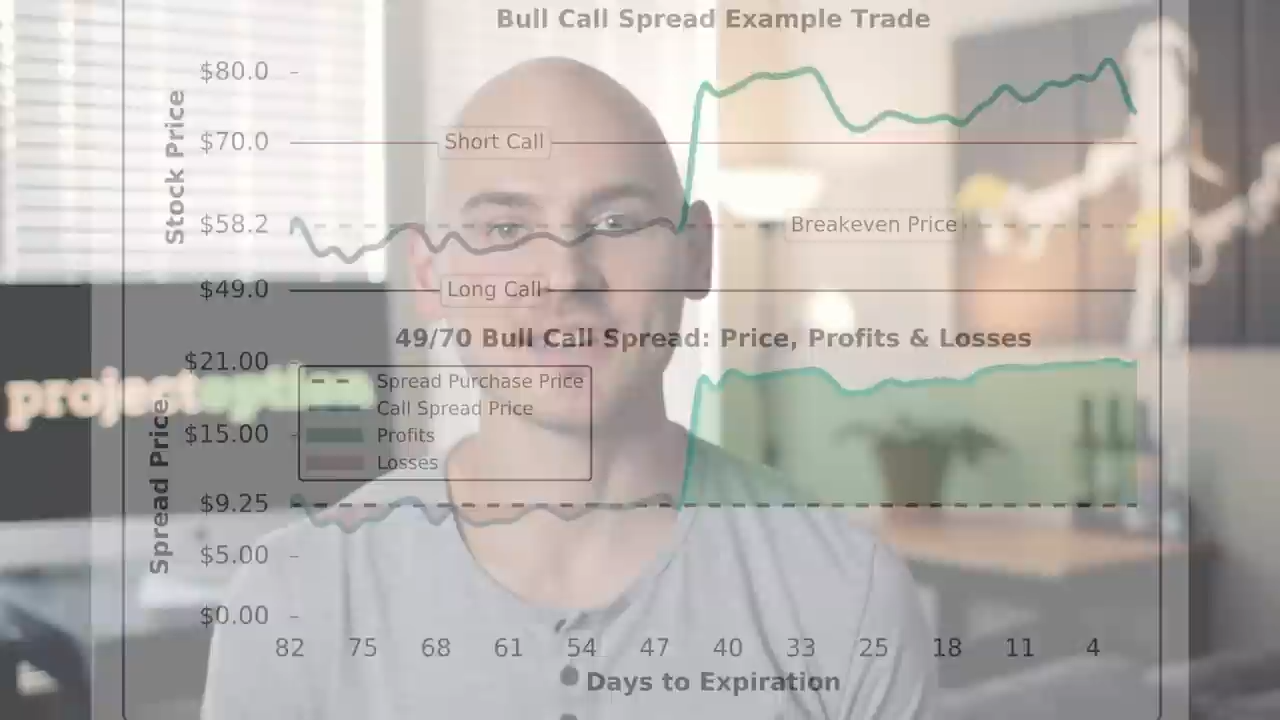 Bull Call Spread Example Trade
Stock Price
$80.0
$70.0
$58.2
$49.0
Short Call
Breakeven Price
Long Call
49/70 Bull Call Spread: Price, Profits & Losses
Spread Price
$21.00
$15.00
$9.25
$5.00
$0.00
Spread Purchase Price
Call Spread Price
Profits
Losses
projectoption
82 75 68 61 54 47 40 33 25 18 11 4
Days to Expiration